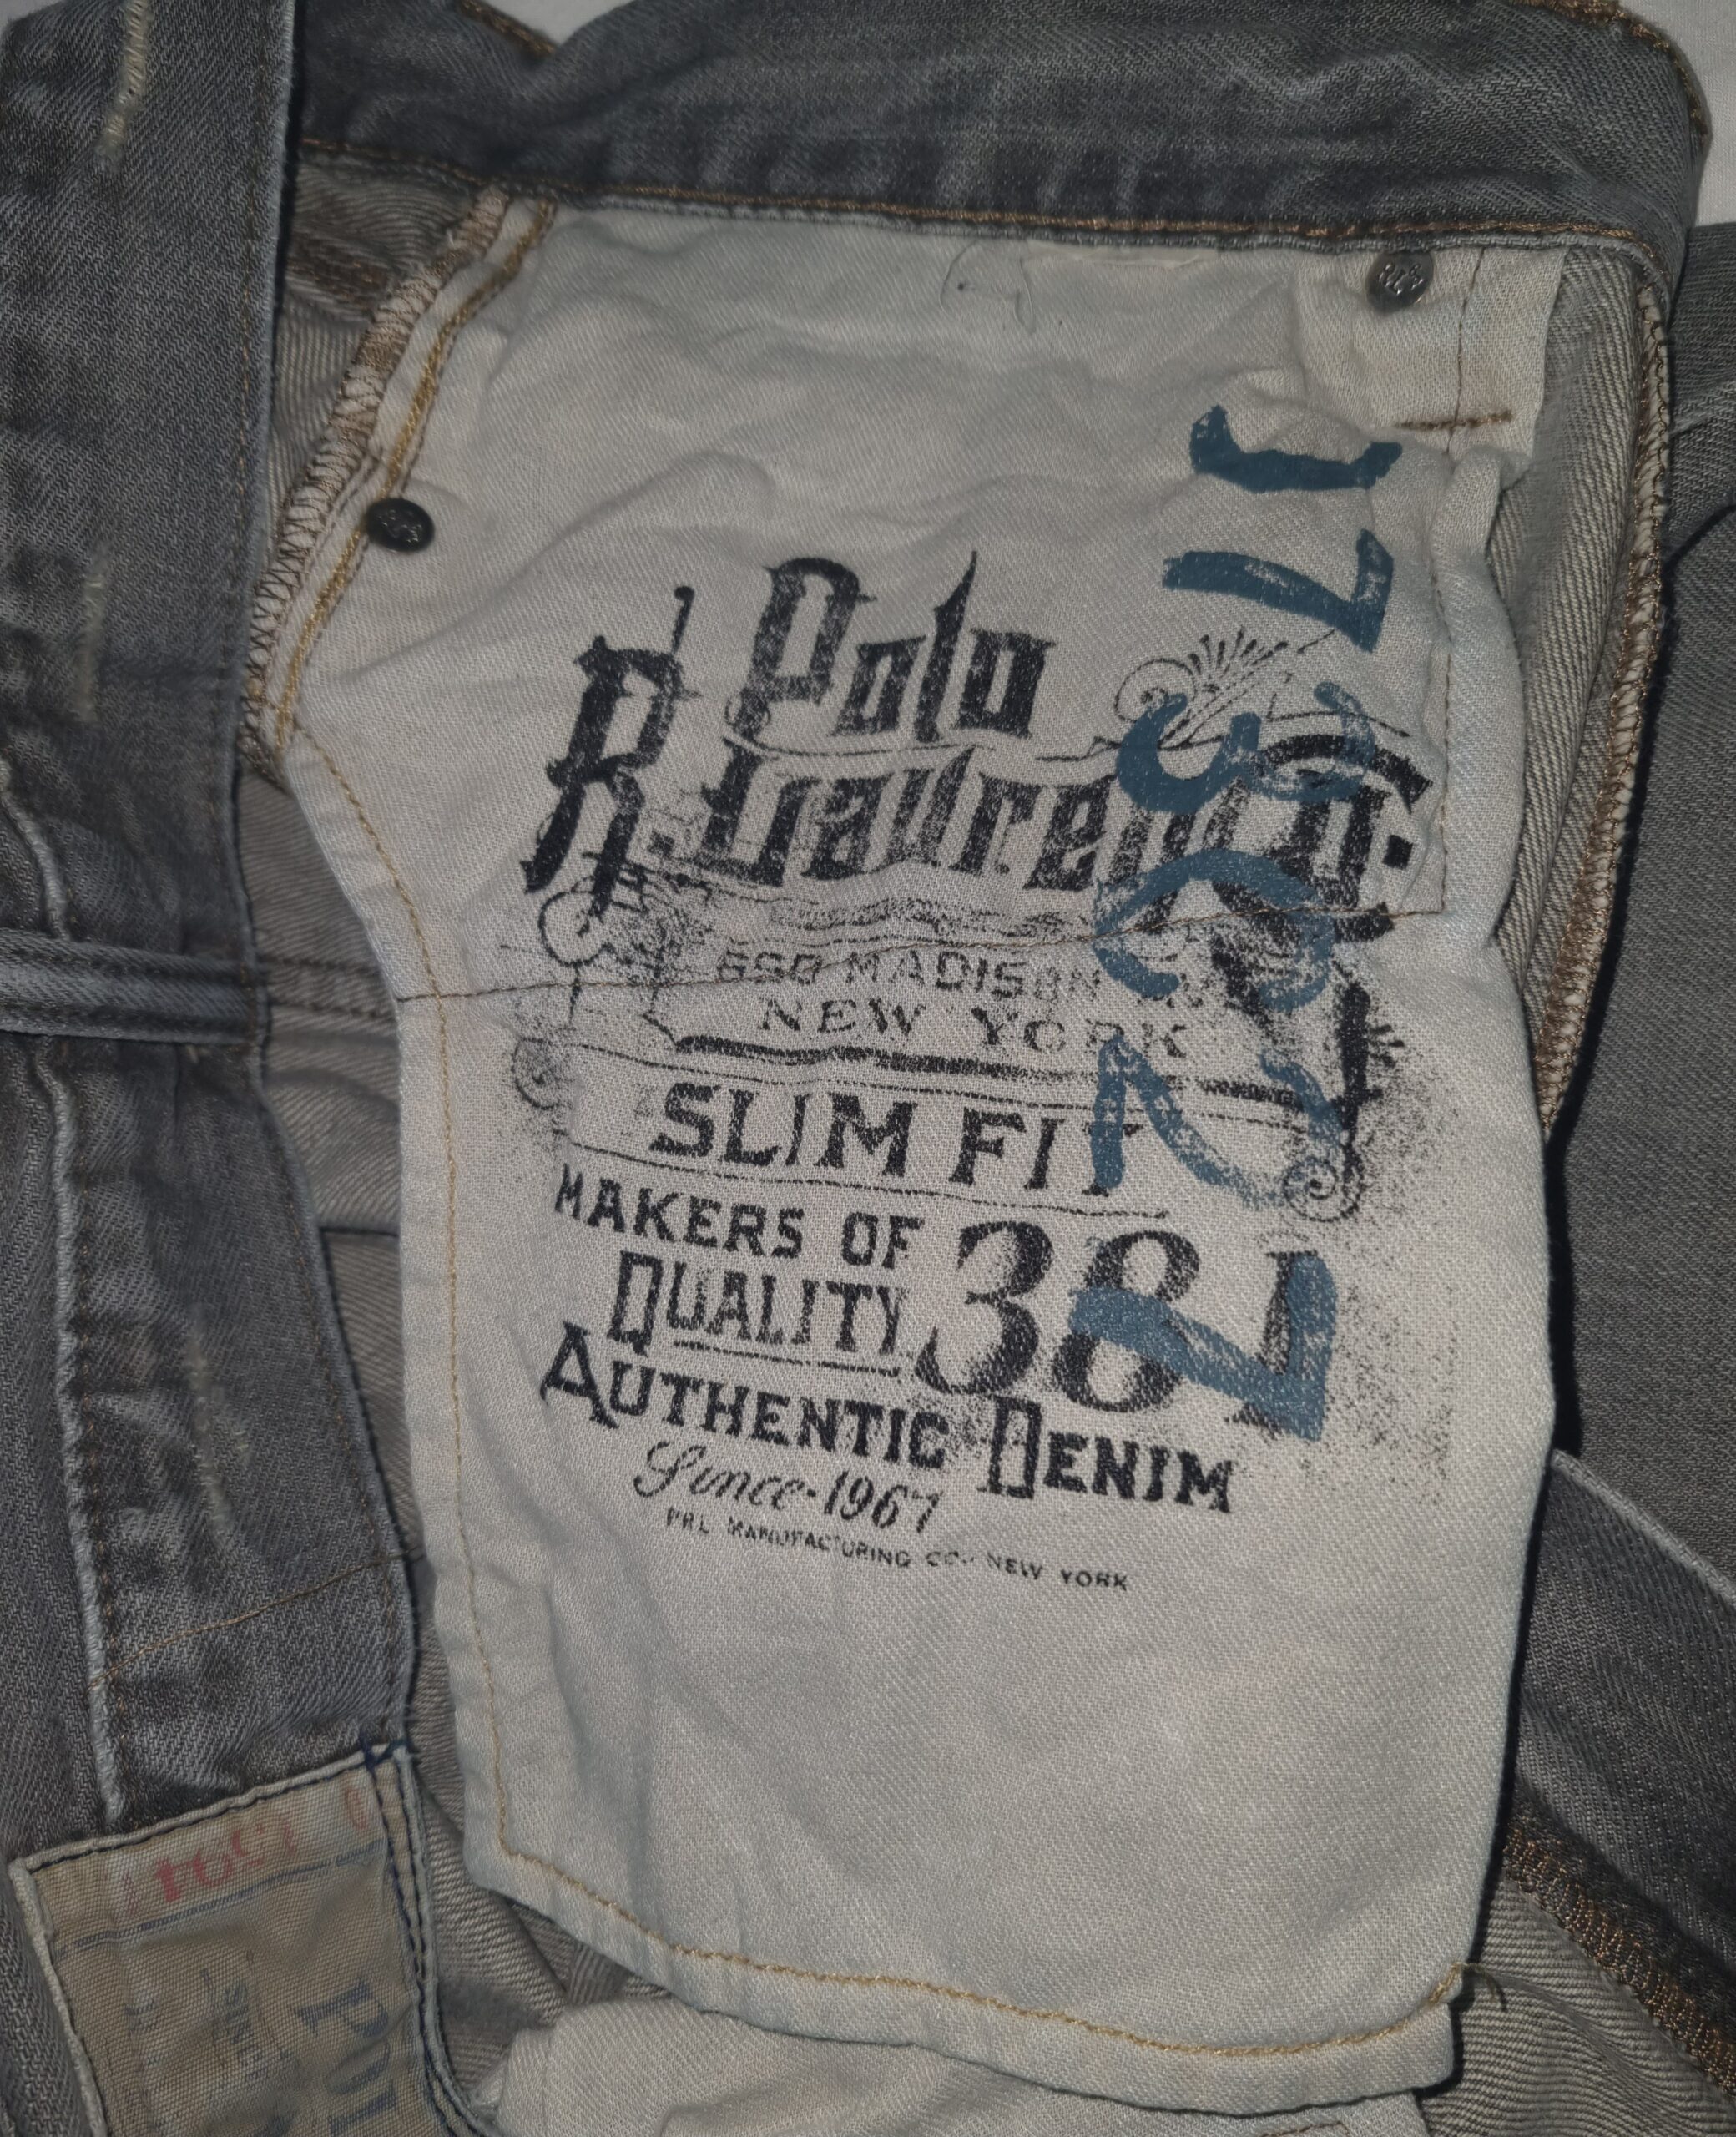 Polo
R. Lauren Co.
650 MADISON AVE
NEW YORK
SLIM FIT
MAKERS OF
QUALITY 381
AUTHENTIC DENIM
Since-1967
PRL MANUFACTURING CO. NEW YORK